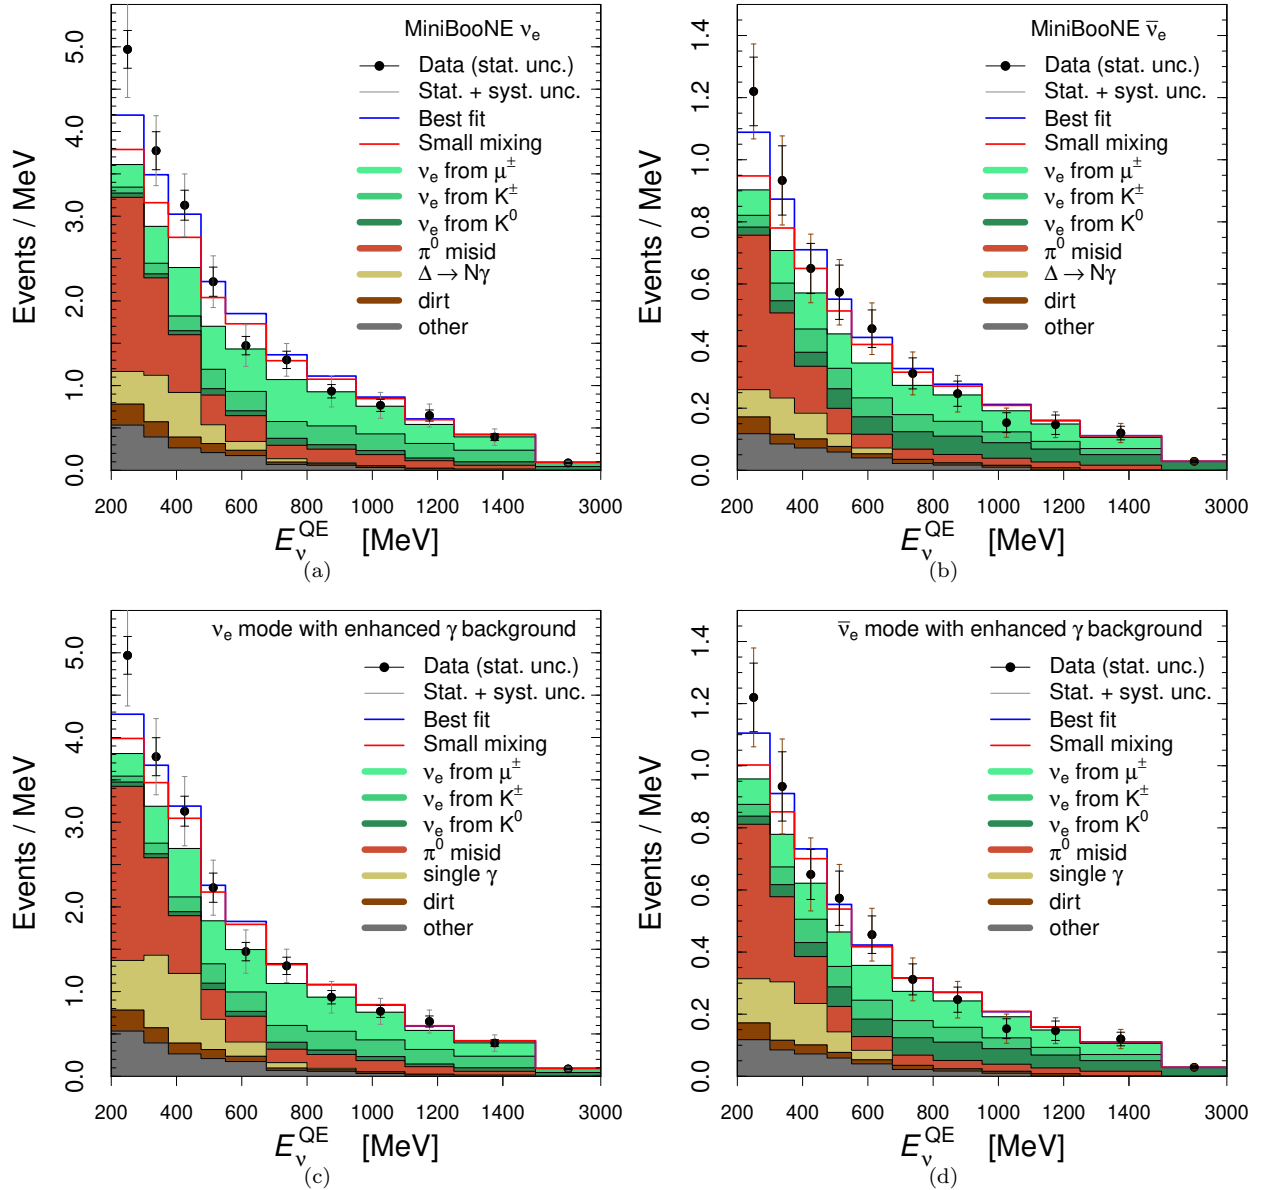 MiniBooNE νe
Data (stat. unc.)
Stat. + syst. unc.
Best fit
Small mixing
νe from μ±
νe from K±
νe from K⁰
π⁰ misid
Δ → Nγ
dirt
other
Events / MeV
0.0 1.0 2.0 3.0 4.0 5.0
200 400 600 800 1000 1400 3000
E_ν^QE [MeV]
(a)
MiniBooNE ν̄e
Data (stat. unc.)
Stat. + syst. unc.
Best fit
Small mixing
νe from μ±
νe from K±
νe from K⁰
π⁰ misid
Δ → Nγ
dirt
other
Events / MeV
0.0 0.2 0.4 0.6 0.8 1.0 1.2 1.4
200 400 600 800 1000 1400 3000
E_ν^QE [MeV]
(b)
νe mode with enhanced γ background
Data (stat. unc.)
Stat. + syst. unc.
Best fit
Small mixing
νe from μ±
νe from K±
νe from K⁰
π⁰ misid
single γ
dirt
other
Events / MeV
0.0 1.0 2.0 3.0 4.0 5.0
200 400 600 800 1000 1400 3000
E_ν^QE [MeV]
(c)
ν̄e mode with enhanced γ background
Data (stat. unc.)
Stat. + syst. unc.
Best fit
Small mixing
νe from μ±
νe from K±
νe from K⁰
π⁰ misid
single γ
dirt
other
Events / MeV
0.0 0.2 0.4 0.6 0.8 1.0 1.2 1.4
200 400 600 800 1000 1400 3000
E_ν^QE [MeV]
(d)